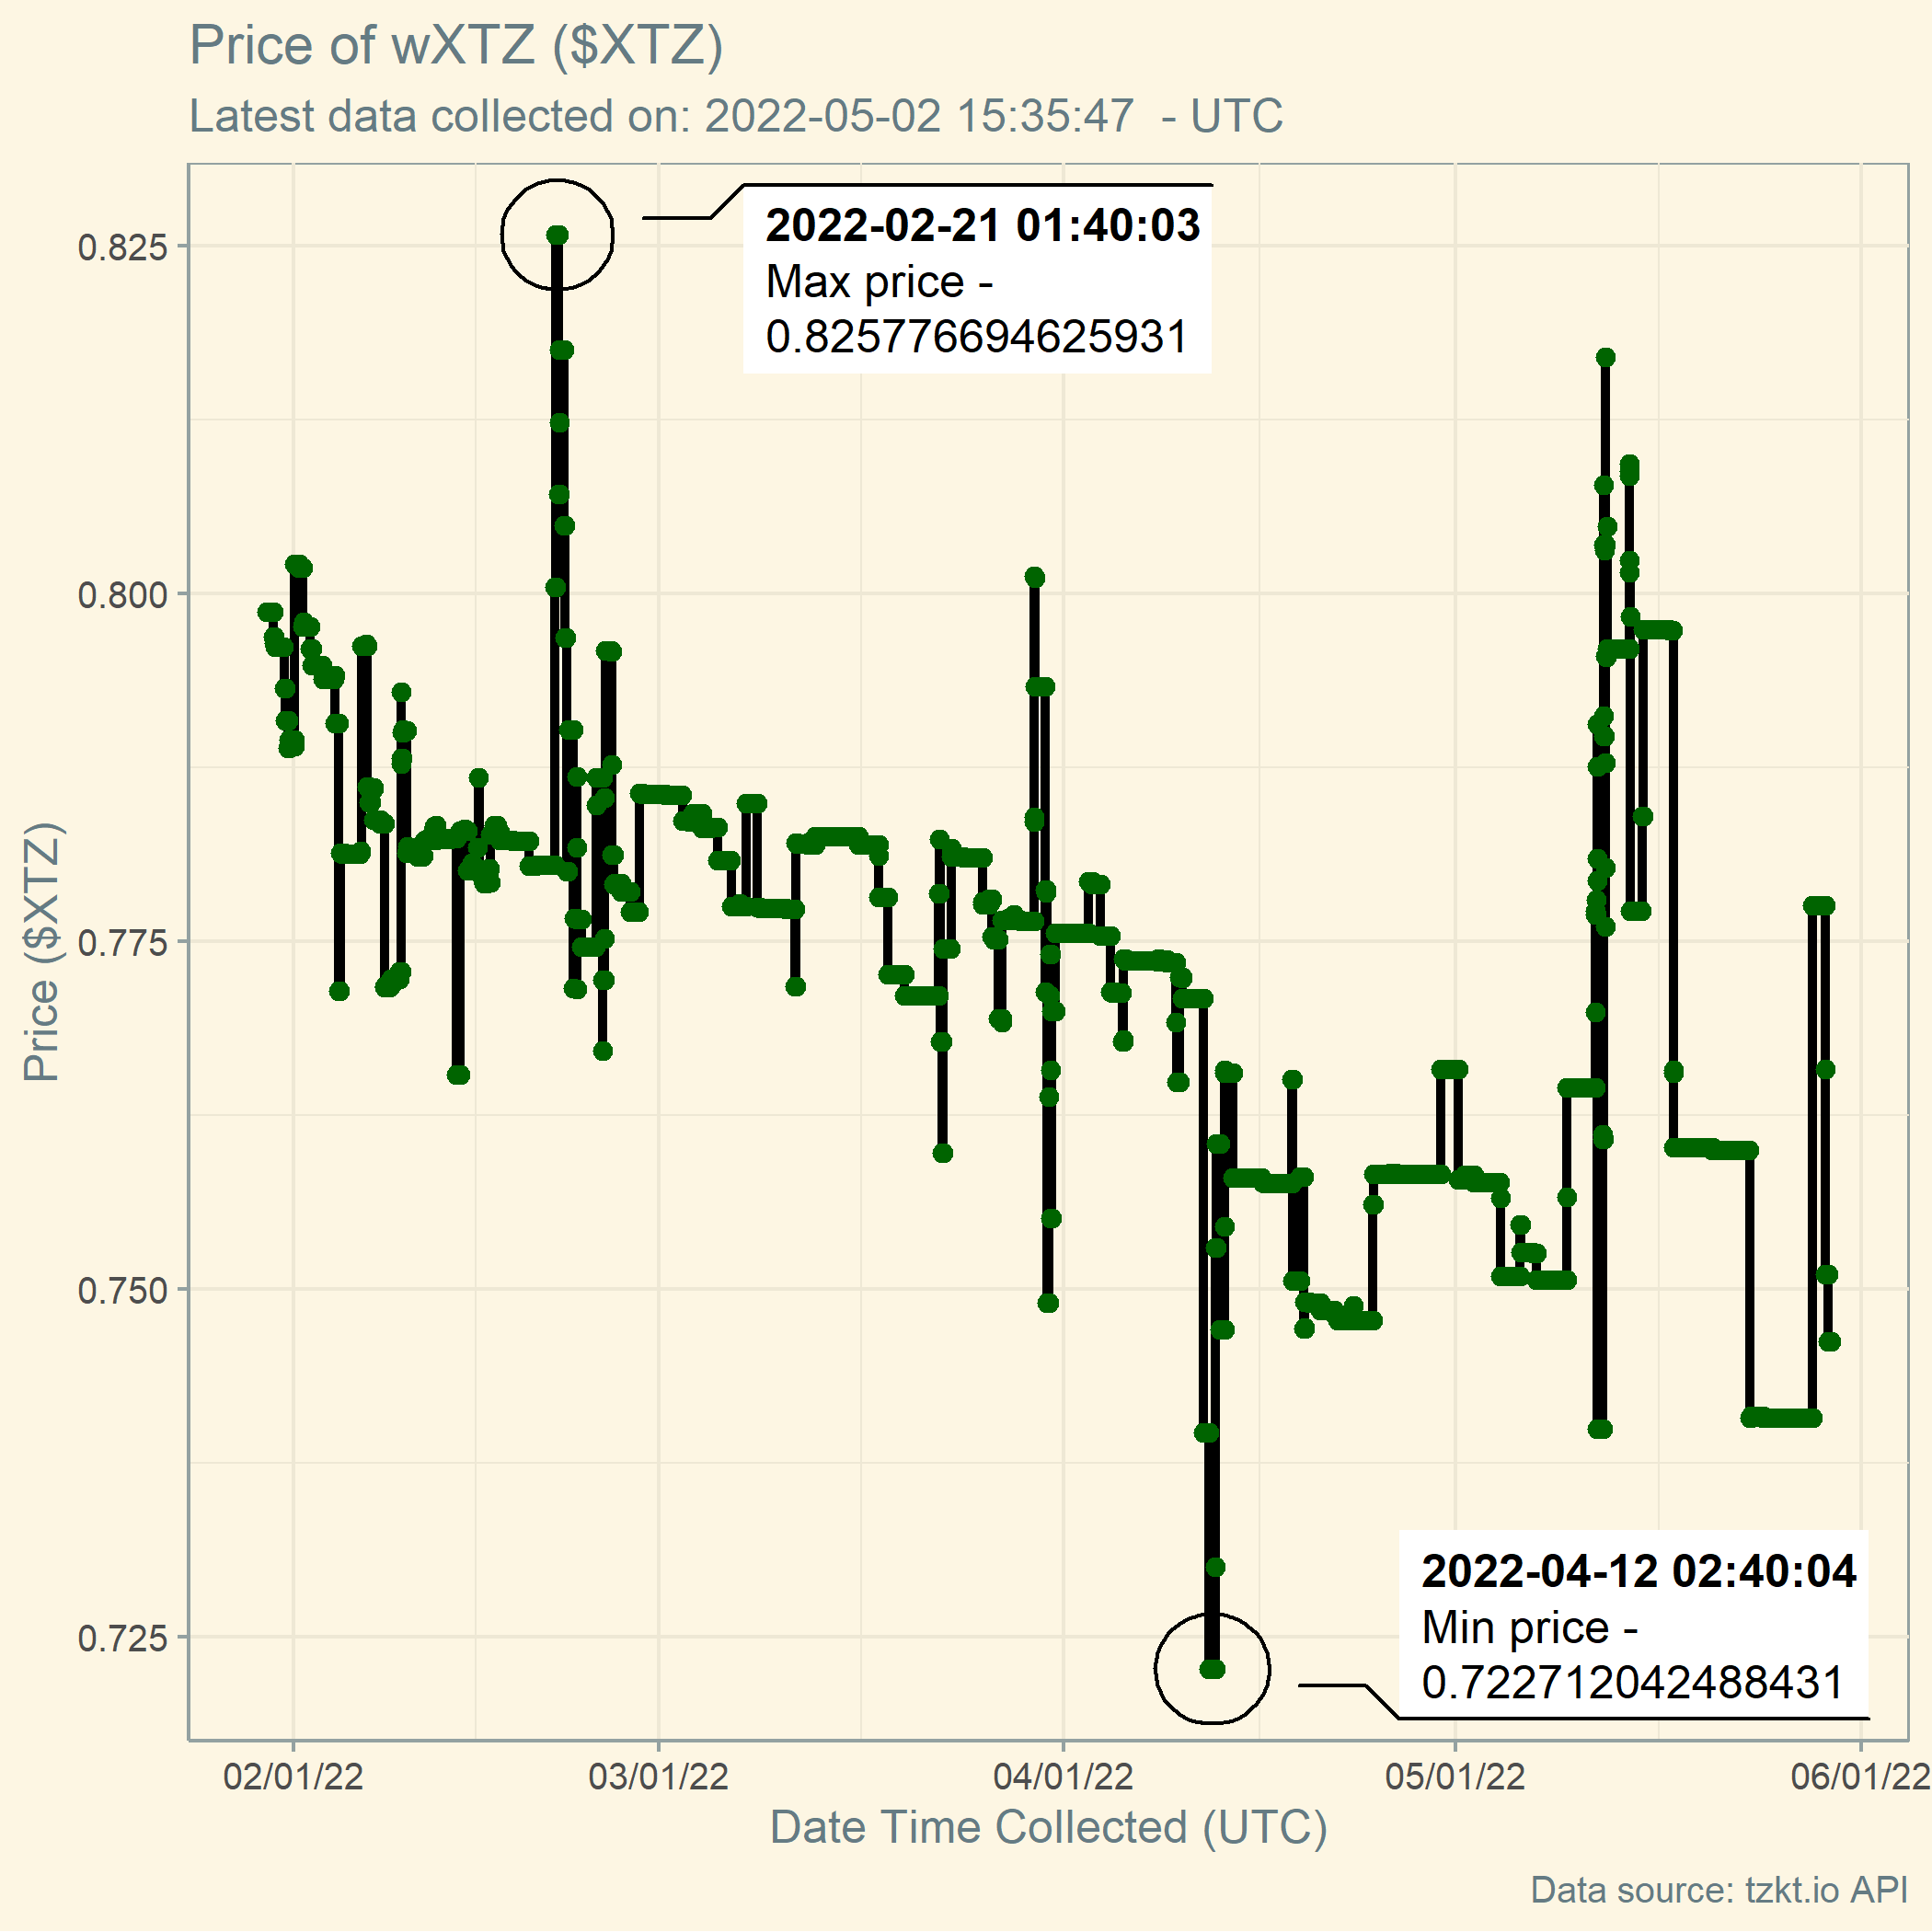 Price of wXTZ ($XTZ)
Latest data collected on: 2022-05-02 15:35:47  - UTC
2022-02-21 01:40:03
Max price -
0.825776694625931
0.825
0.800
0.775
0.750
0.725
Price ($XTZ)
2022-04-12 02:40:04
Min price -
0.722712042488431
02/01/22
03/01/22
04/01/22
05/01/22
06/01/22
Date Time Collected (UTC)
Data source: tzkt.io API